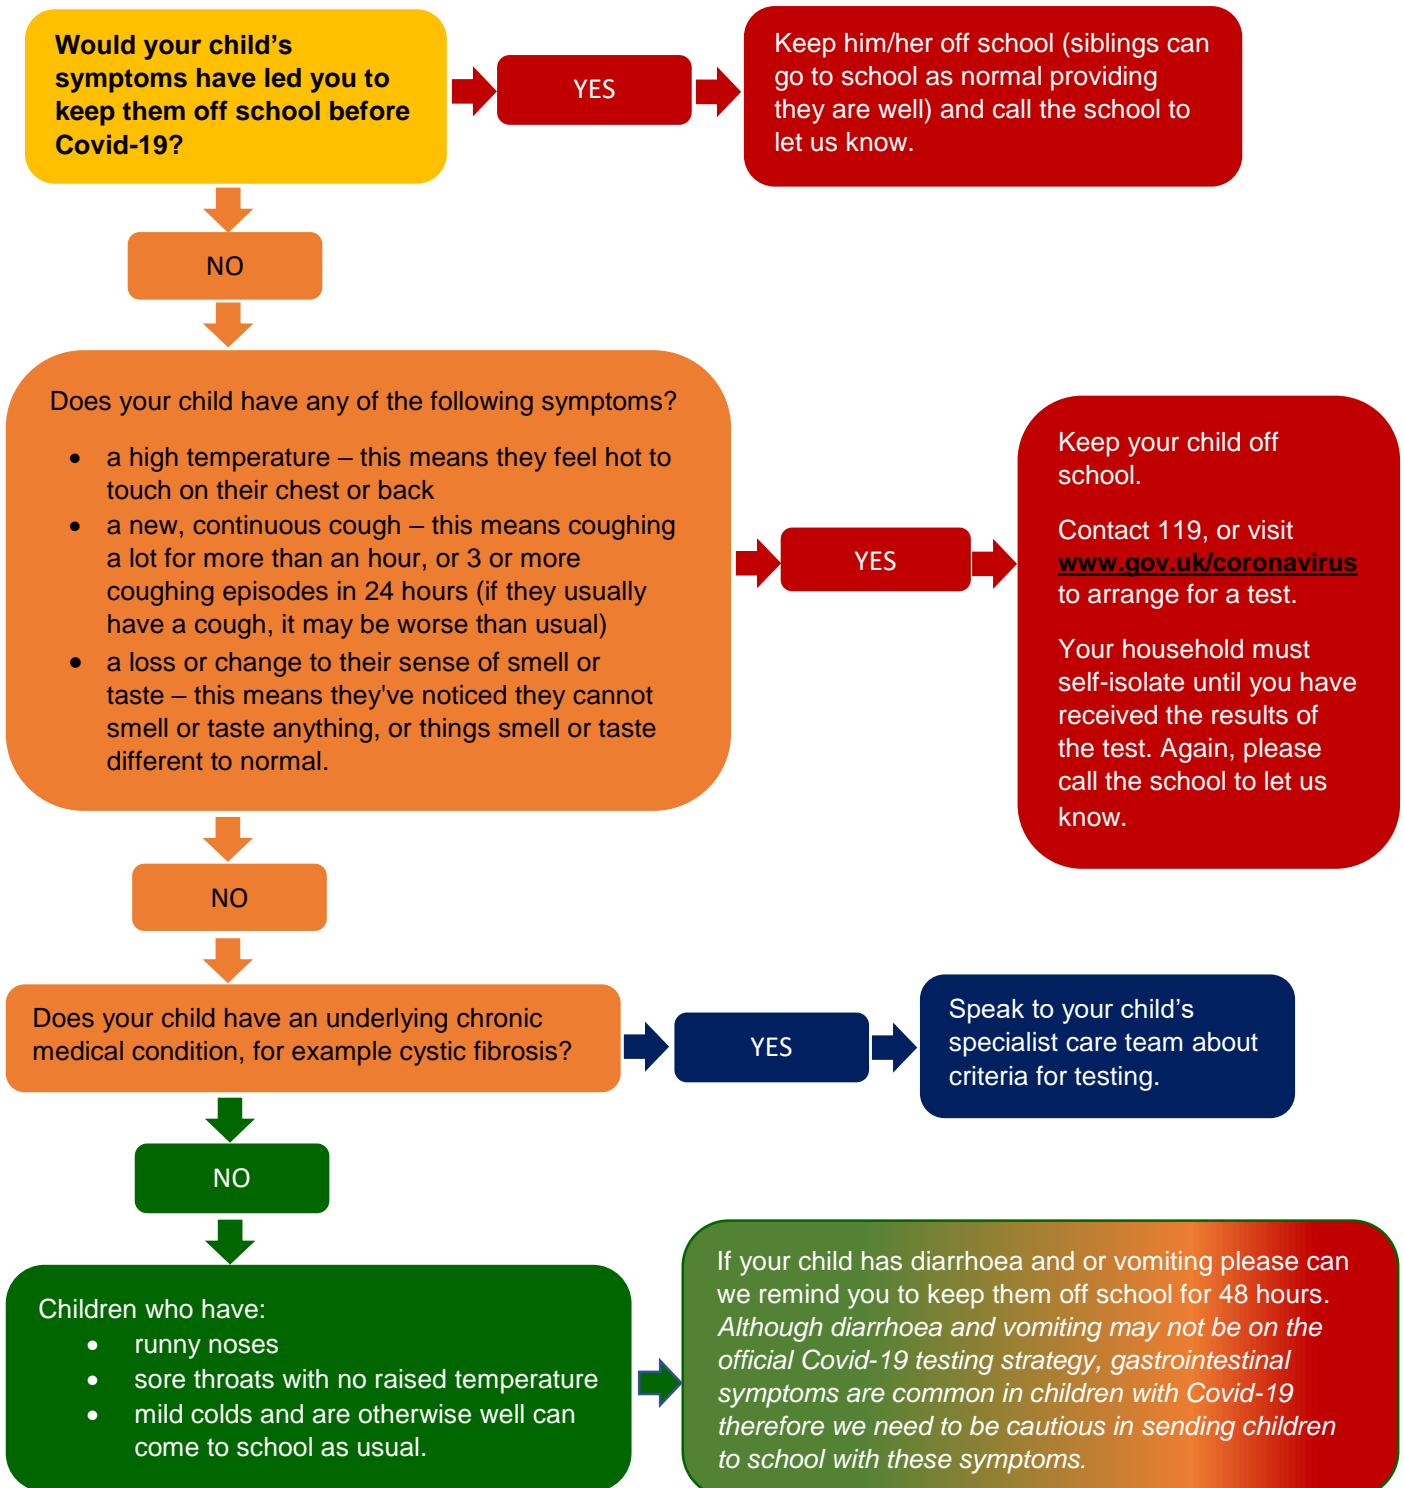 Would your child’s
symptoms have led you to
keep them off school before
Covid-19?
YES
Keep him/her off school (siblings can
go to school as normal providing
they are well) and call the school to
let us know.
NO
Does your child have any of the following symptoms?
• a high temperature – this means they feel hot to
touch on their chest or back
• a new, continuous cough – this means coughing
a lot for more than an hour, or 3 or more
coughing episodes in 24 hours (if they usually
have a cough, it may be worse than usual)
• a loss or change to their sense of smell or
taste – this means they've noticed they cannot
smell or taste anything, or things smell or taste
different to normal.
YES
Keep your child off
school.
Contact 119, or visit
www.gov.uk/coronavirus
to arrange for a test.
Your household must
self-isolate until you have
received the results of
the test. Again, please
call the school to let us
know.
NO
Does your child have an underlying chronic
medical condition, for example cystic fibrosis?
YES
Speak to your child’s
specialist care team about
criteria for testing.
NO
Children who have:
• runny noses
• sore throats with no raised temperature
• mild colds and are otherwise well can
come to school as usual.
If your child has diarrhoea and or vomiting please can
we remind you to keep them off school for 48 hours.
Although diarrhoea and vomiting may not be on the
official Covid-19 testing strategy, gastrointestinal
symptoms are common in children with Covid-19
therefore we need to be cautious in sending children
to school with these symptoms.